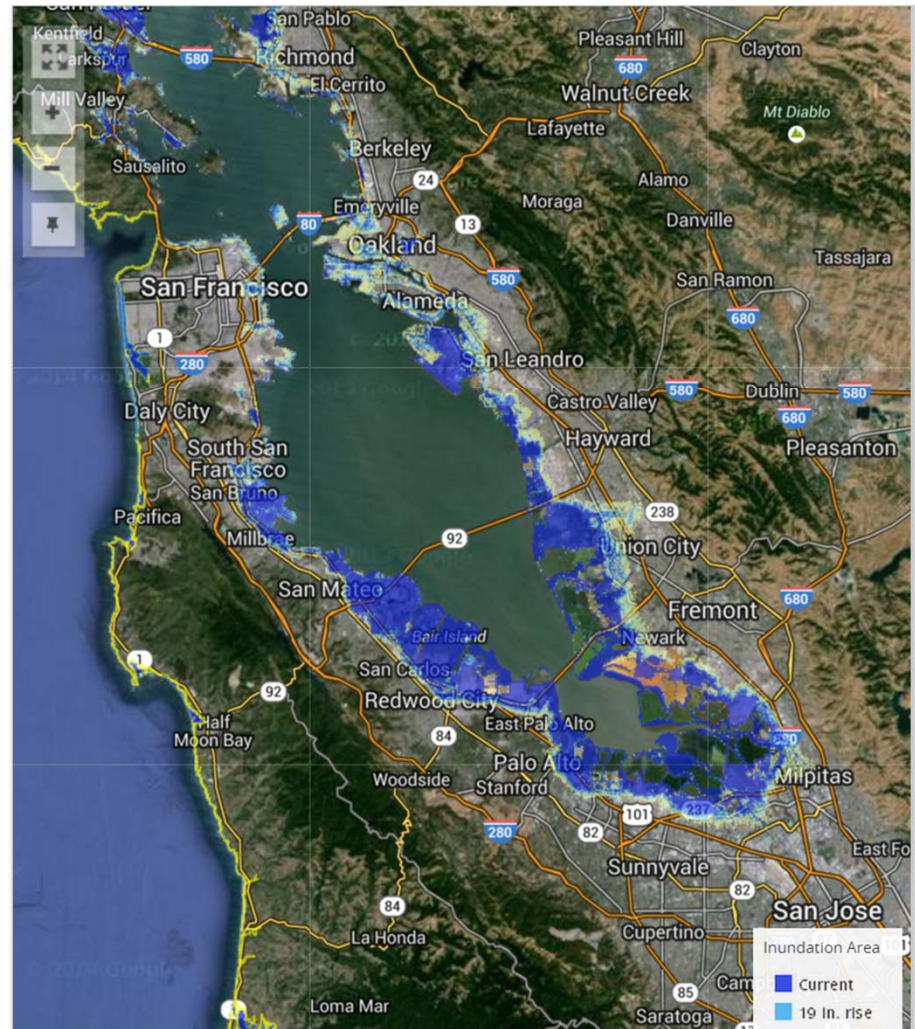 San Pablo
Kentfield
580
Richmond
Pleasant Hill
Clayton
680
El Cerrito
Walnut Creek
Mill Valley
Mt Diablo
Lafayette
Berkeley
Sausalito
24
Alamo
Emeryville
Moraga
80
13
Danville
Oakland
Tassajara
580
San Ramon
San Francisco
Alameda
680
1
San Leandro
280
580
Dublin
580
Castro Valley
Daly City
680
Hayward
Pleasanton
South San
Francisco
San Bruno
Pacifica
238
Millbrae
92
Union City
San Mateo
680
Fremont
Bair Island
Newark
1
San Carlos
92
Redwood City
Half
Moon Bay
East Palo Alto
84
880
Palo Alto
Woodside
Stanford
Milpitas
101
237
280
82
East Fo
Sunnyvale
82
84
San Jose
Cupertino
La Honda
101
Inundation Area
Camp
Current
85
1
Loma Mar
19 in. rise
Saratoga